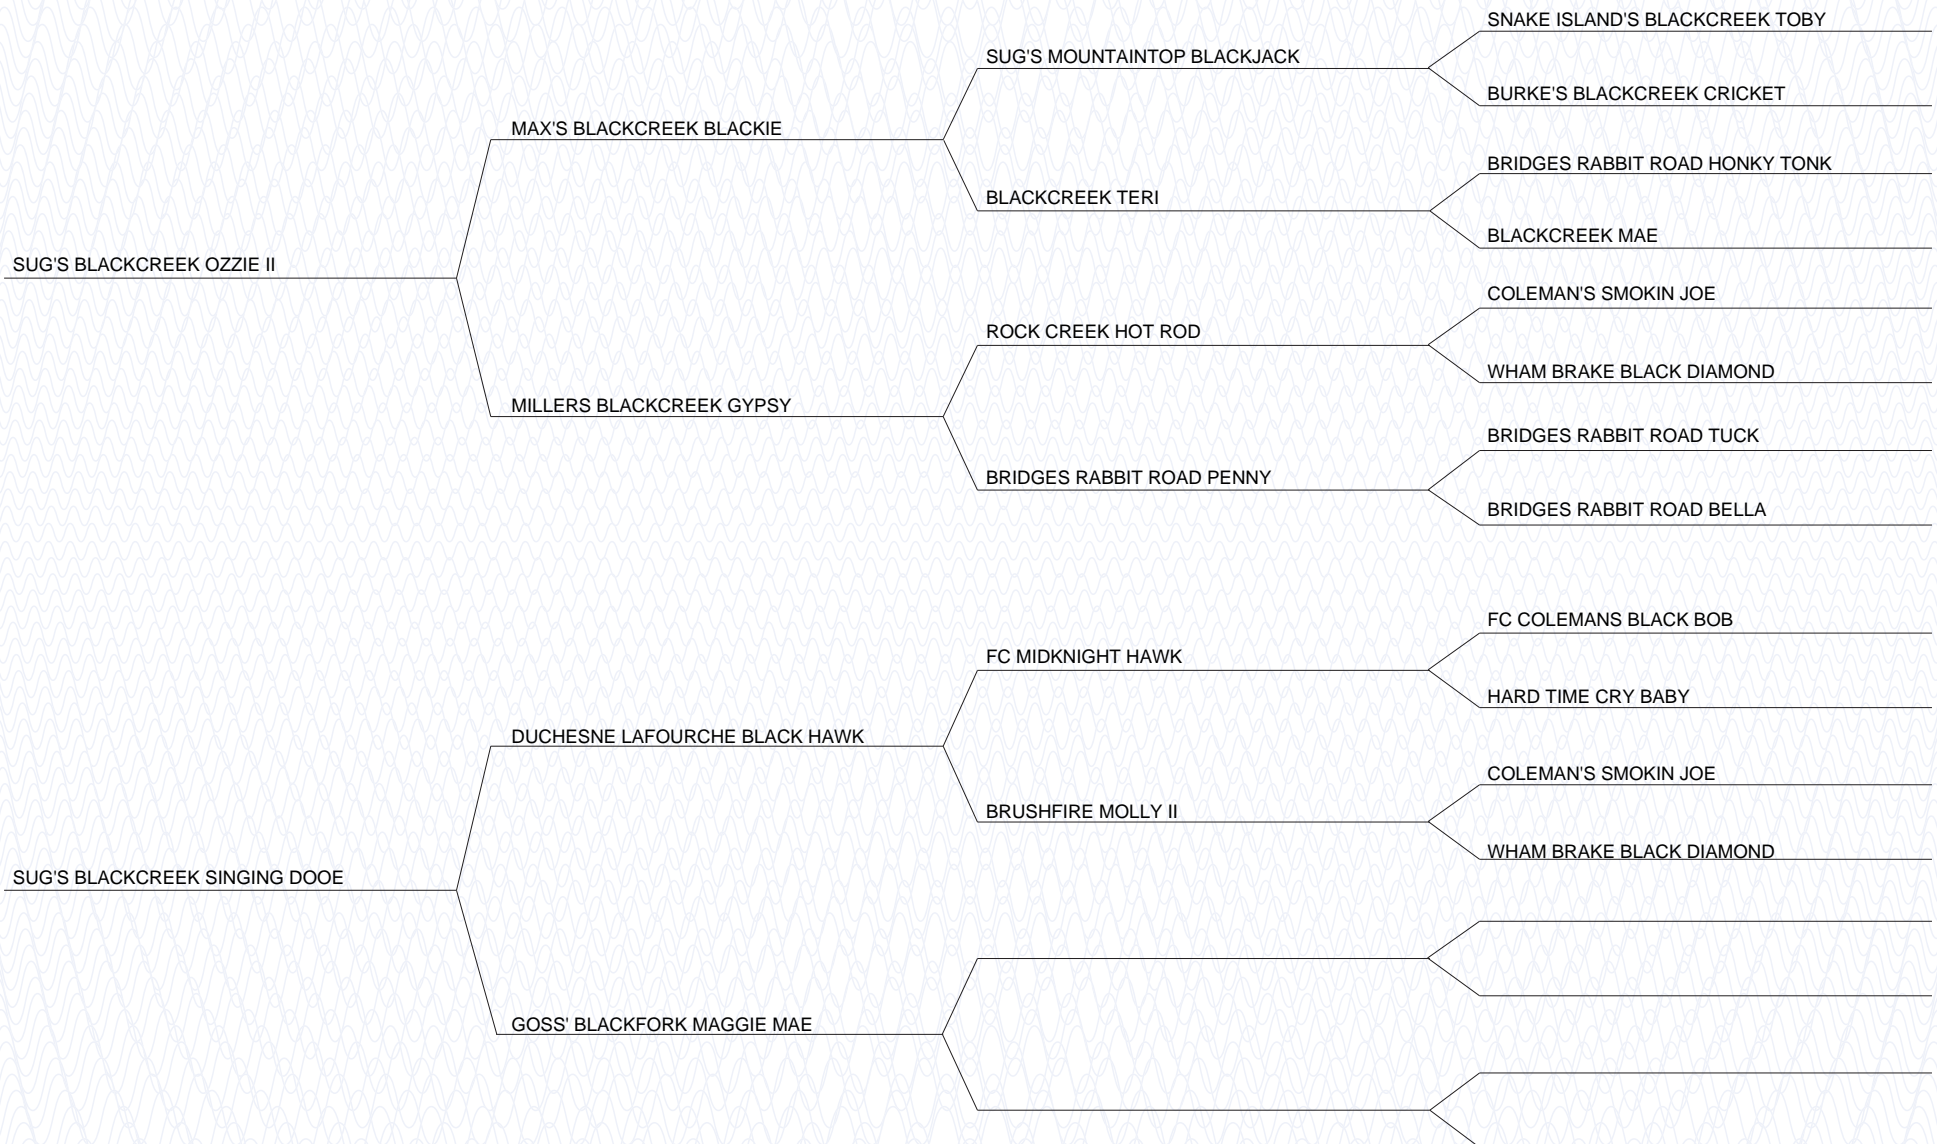 SNAKE ISLAND'S BLACKCREEK TOBY
SUG'S MOUNTAINTOP BLACKJACK
BURKE'S BLACKCREEK CRICKET
MAX'S BLACKCREEK BLACKIE
BRIDGES RABBIT ROAD HONKY TONK
BLACKCREEK TERI
BLACKCREEK MAE
SUG'S BLACKCREEK OZZIE II
COLEMAN'S SMOKIN JOE
ROCK CREEK HOT ROD
WHAM BRAKE BLACK DIAMOND
MILLERS BLACKCREEK GYPSY
BRIDGES RABBIT ROAD TUCK
BRIDGES RABBIT ROAD PENNY
BRIDGES RABBIT ROAD BELLA
FC COLEMANS BLACK BOB
FC MIDKNIGHT HAWK
HARD TIME CRY BABY
DUCHESNE LAFOURCHE BLACK HAWK
COLEMAN'S SMOKIN JOE
BRUSHFIRE MOLLY II
WHAM BRAKE BLACK DIAMOND
SUG'S BLACKCREEK SINGING DOOE
GOSS' BLACKFORK MAGGIE MAE